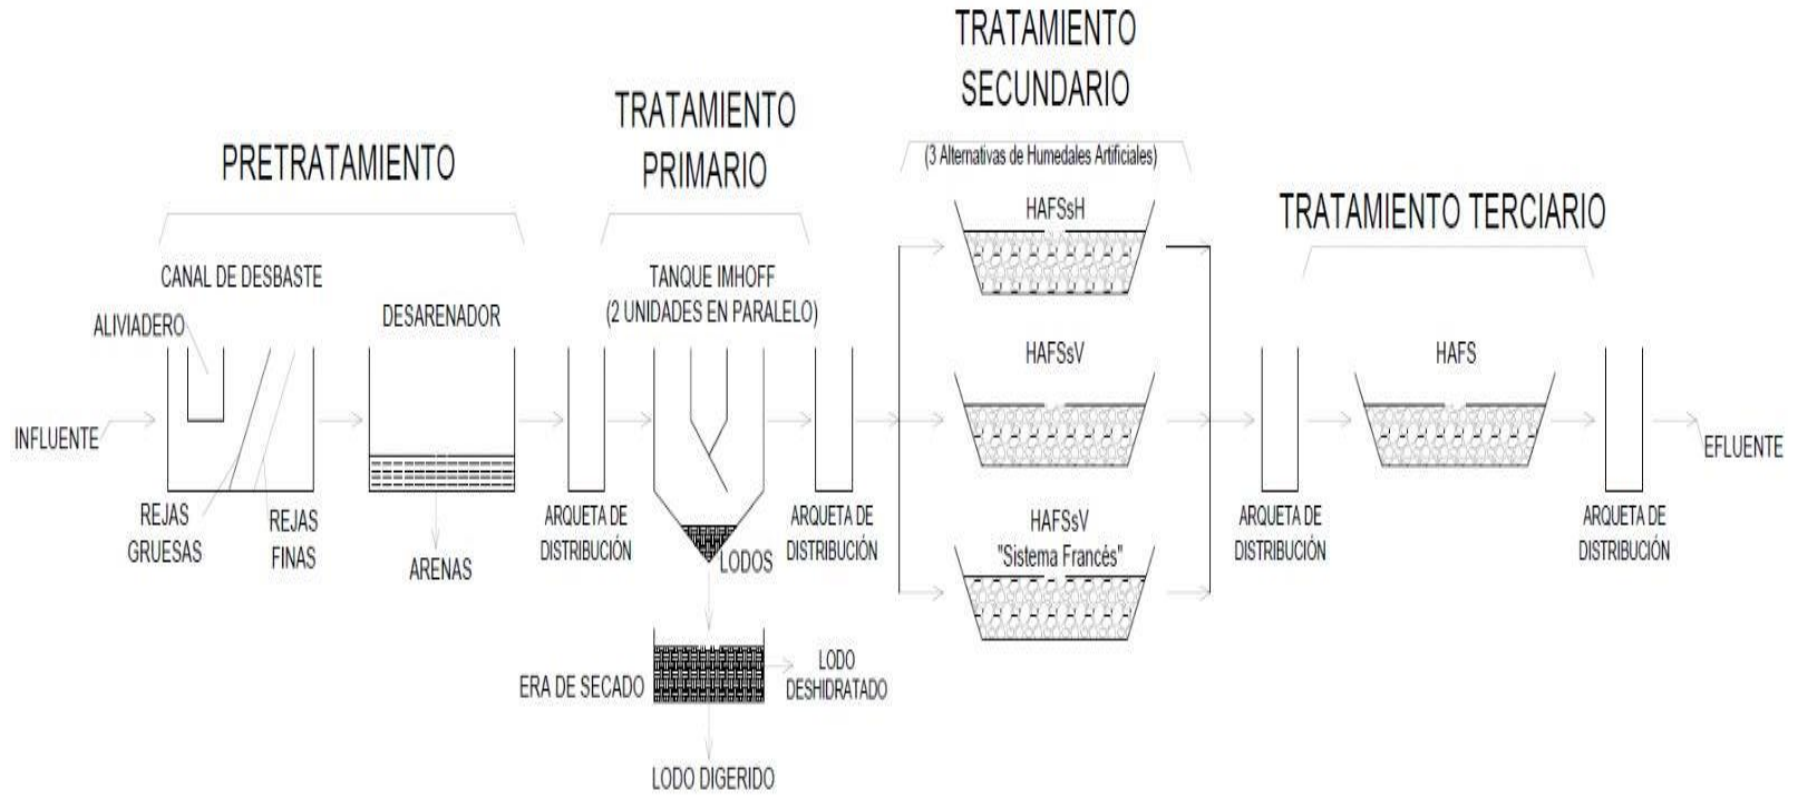 TRATAMIENTO
SECUNDARIO
(3 Alternativas de Humedales Artificiales)
TRATAMIENTO
PRIMARIO
PRETRATAMIENTO
TRATAMIENTO TERCIARIO
CANAL DE DESBASTE
ALIVIADERO
DESARENADOR
TANQUE IMHOFF
(2 UNIDADES EN PARALELO)
HAFSsH
HAFSsV
HAFSsV
"Sistema Francés"
HAFS
INFLUENTE
EFLUENTE
REJAS
GRUESAS
REJAS
FINAS
ARENAS
ARQUETA DE
DISTRIBUCIÓN
LODOS
ARQUETA DE
DISTRIBUCIÓN
ARQUETA DE
DISTRIBUCIÓN
ARQUETA DE
DISTRIBUCIÓN
ERA DE SECADO
LODO
DESHIDRATADO
LODO DIGERIDO